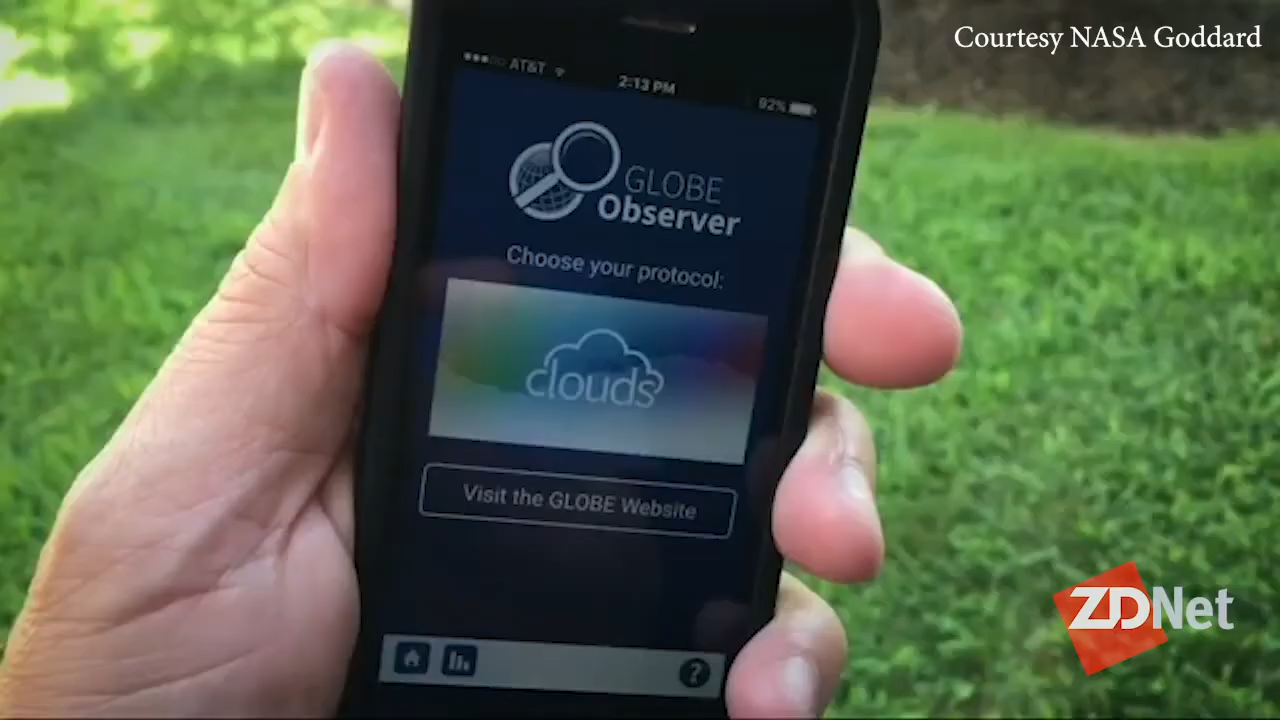 Courtesy NASA Goddard
AT&T 2:13 PM 92%
GLOBE
Observer
Choose your protocol:
clouds
Visit the GLOBE Website
?
ZDNet